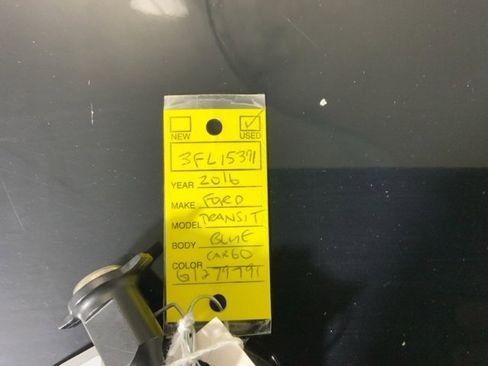 NEW USED
3FL15391
YEAR 2016
MAKE FORD
MODEL TRANSIT
BODY BLUE
COLOR CARGO